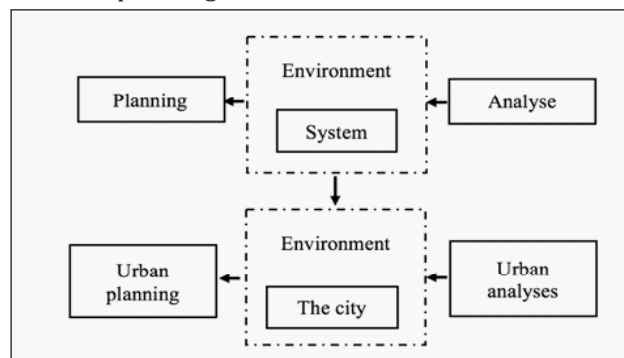 Environment
Planning
Analyse
System
Environment
Urban
planning
Urban
analyses
The city